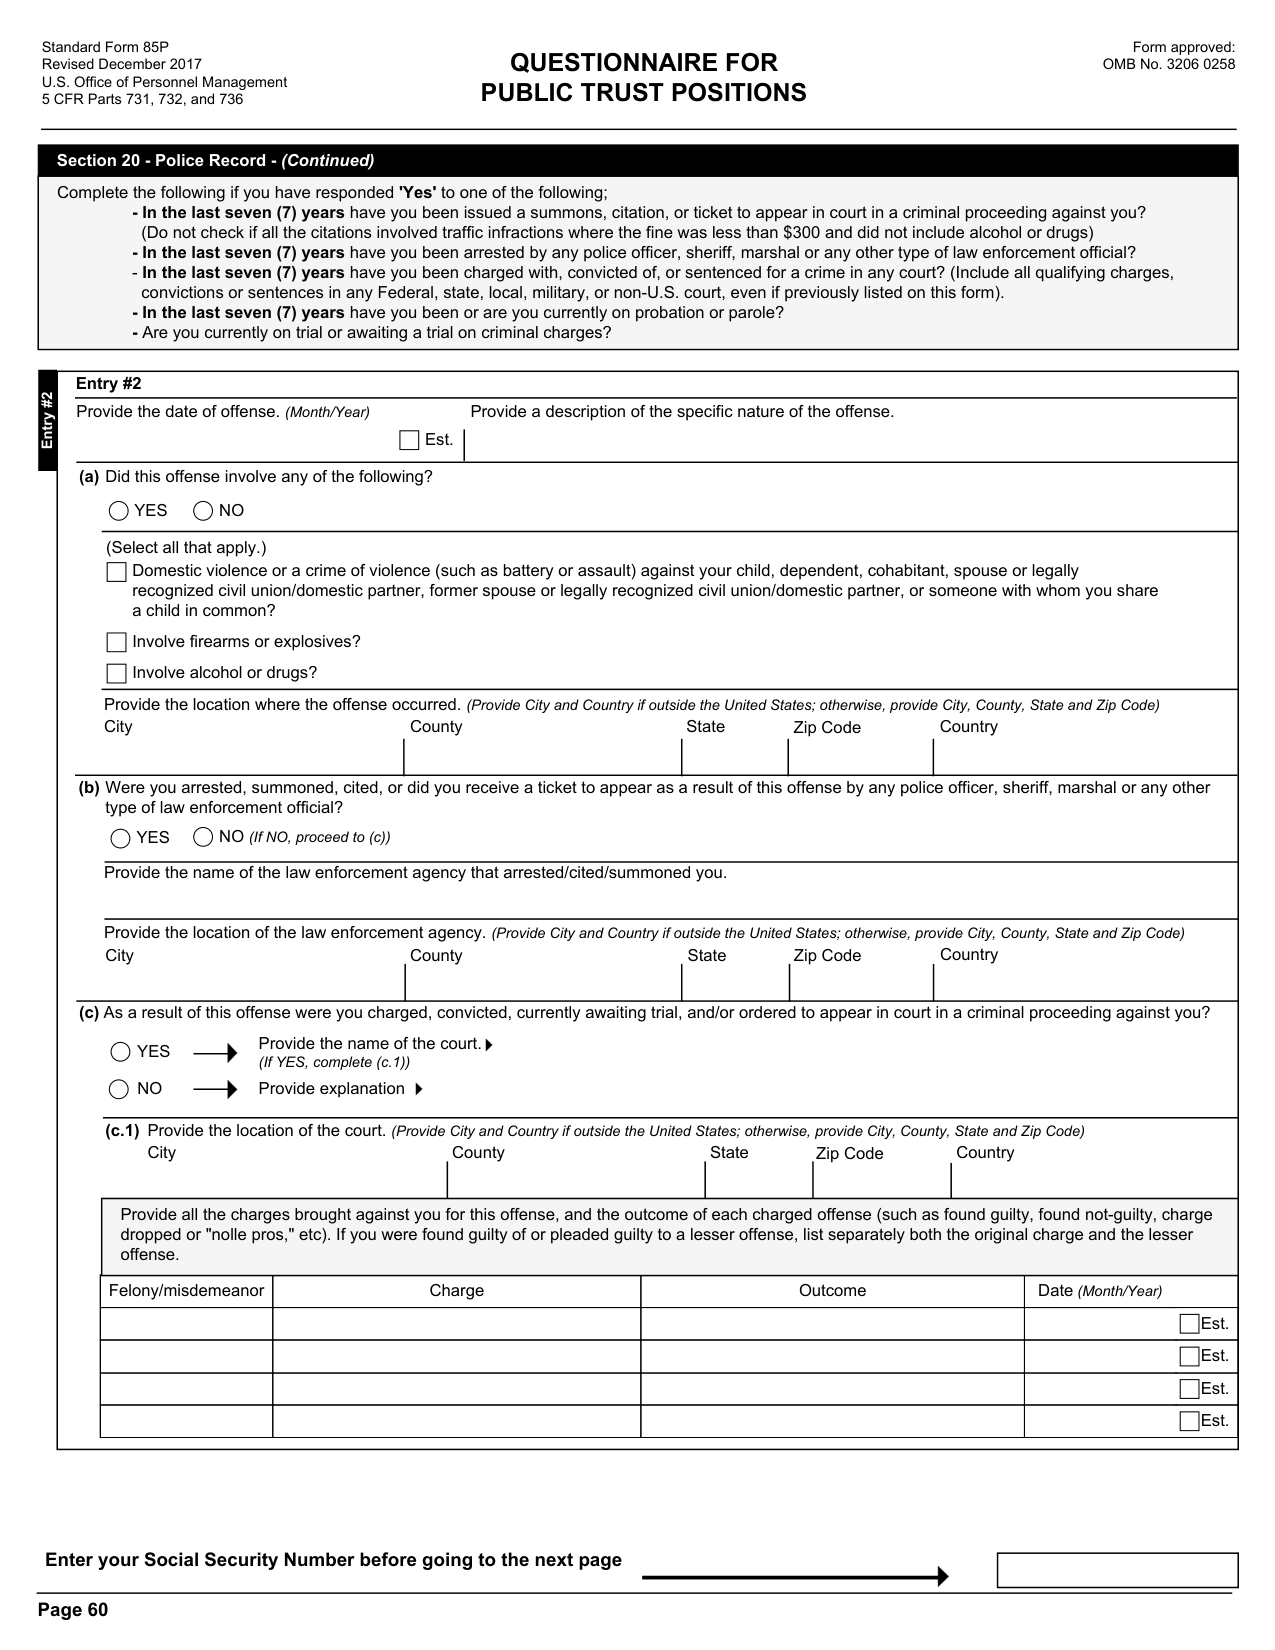 Standard Form 85P
Revised December 2017
U.S. Office of Personnel Management
5 CFR Parts 731, 732, and 736
QUESTIONNAIRE FOR
PUBLIC TRUST POSITIONS
Form approved:
OMB No. 3206 0258
Section 20 - Police Record - (Continued)
Complete the following if you have responded 'Yes' to one of the following;
- In the last seven (7) years have you been issued a summons, citation, or ticket to appear in court in a criminal proceeding against you?
(Do not check if all the citations involved traffic infractions where the fine was less than $300 and did not include alcohol or drugs)
- In the last seven (7) years have you been arrested by any police officer, sheriff, marshal or any other type of law enforcement official?
- In the last seven (7) years have you been charged with, convicted of, or sentenced for a crime in any court? (Include all qualifying charges,
convictions or sentences in any Federal, state, local, military, or non-U.S. court, even if previously listed on this form).
- In the last seven (7) years have you been or are you currently on probation or parole?
- Are you currently on trial or awaiting a trial on criminal charges?
Entry #2
Entry #2
Provide the date of offense. (Month/Year)
Est.
Provide a description of the specific nature of the offense.
(a) Did this offense involve any of the following?
YES NO
(Select all that apply.)
Domestic violence or a crime of violence (such as battery or assault) against your child, dependent, cohabitant, spouse or legally
recognized civil union/domestic partner, former spouse or legally recognized civil union/domestic partner, or someone with whom you share
a child in common?
Involve firearms or explosives?
Involve alcohol or drugs?
Provide the location where the offense occurred. (Provide City and Country if outside the United States; otherwise, provide City, County, State and Zip Code)
City County State Zip Code Country
(b) Were you arrested, summoned, cited, or did you receive a ticket to appear as a result of this offense by any police officer, sheriff, marshal or any other
type of law enforcement official?
YES NO (If NO, proceed to (c))
Provide the name of the law enforcement agency that arrested/cited/summoned you.
Provide the location of the law enforcement agency. (Provide City and Country if outside the United States; otherwise, provide City, County, State and Zip Code)
City County State Zip Code Country
(c) As a result of this offense were you charged, convicted, currently awaiting trial, and/or ordered to appear in court in a criminal proceeding against you?
YES Provide the name of the court.
(If YES, complete (c.1))
NO Provide explanation
(c.1) Provide the location of the court. (Provide City and Country if outside the United States; otherwise, provide City, County, State and Zip Code)
City County State Zip Code Country
Provide all the charges brought against you for this offense, and the outcome of each charged offense (such as found guilty, found not-guilty, charge
dropped or "nolle pros," etc). If you were found guilty of or pleaded guilty to a lesser offense, list separately both the original charge and the lesser
offense.
Felony/misdemeanor Charge Outcome Date (Month/Year)
Est.
Est.
Est.
Est.
Enter your Social Security Number before going to the next page
Page 60